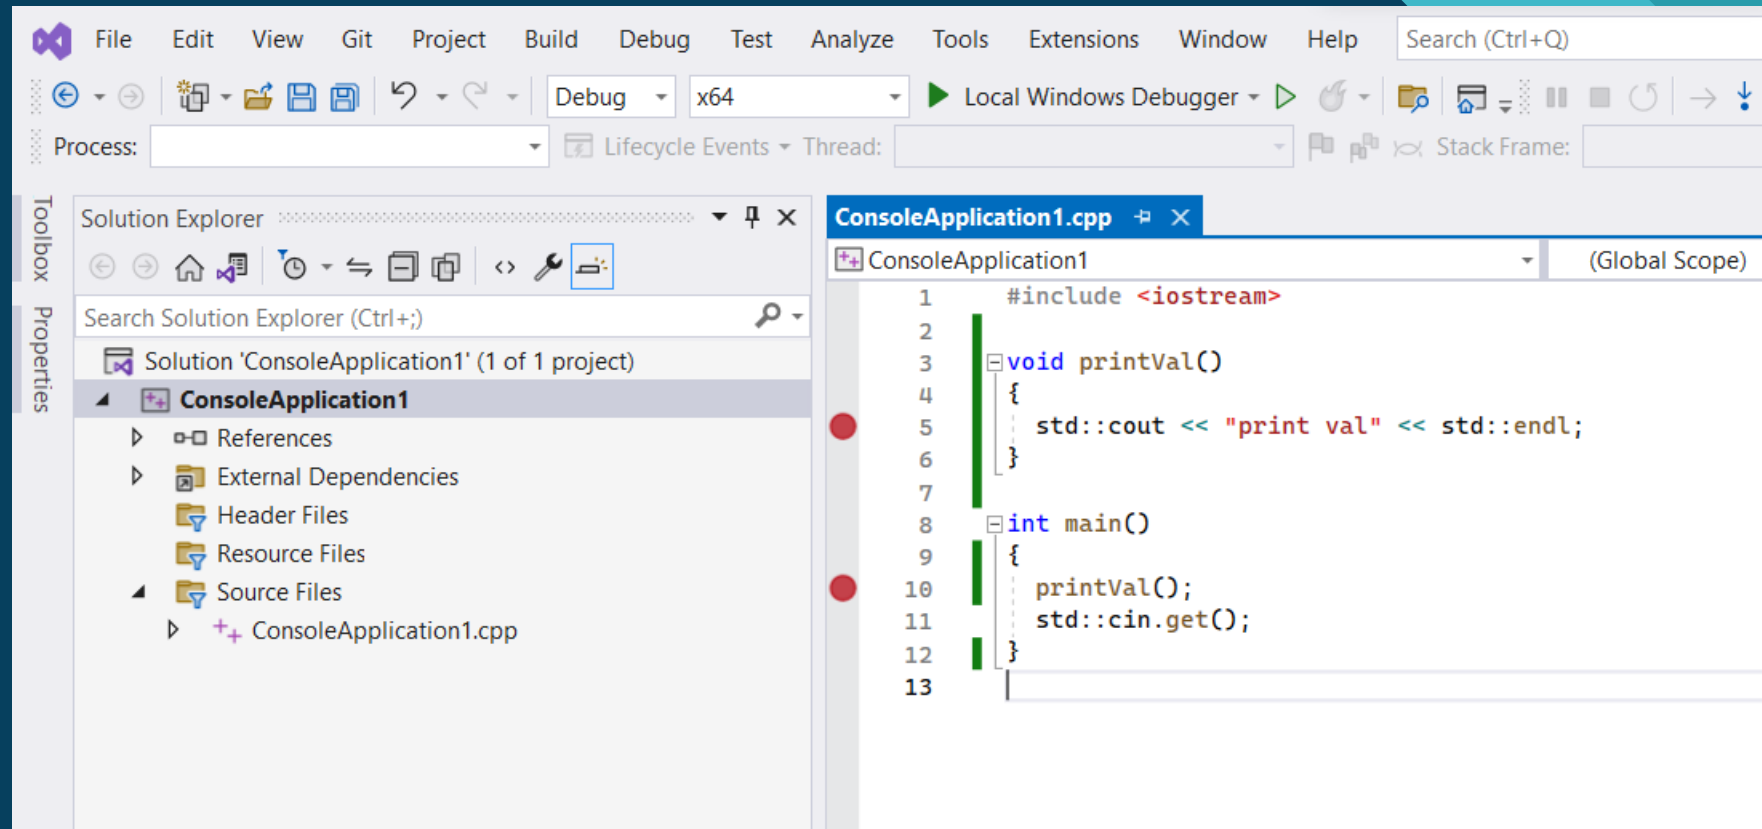 File Edit View Git Project Build Debug Test Analyze Tools Extensions Window Help Search (Ctrl+Q)
Debug x64 Local Windows Debugger
Process: Lifecycle Events Thread: Stack Frame:
Toolbox
Properties
Solution Explorer
Search Solution Explorer (Ctrl+;)
Solution 'ConsoleApplication1' (1 of 1 project)
ConsoleApplication1
References
External Dependencies
Header Files
Resource Files
Source Files
ConsoleApplication1.cpp
ConsoleApplication1.cpp
ConsoleApplication1 (Global Scope)
1 #include <iostream>
2
3 void printVal()
4 {
5 std::cout << "print val" << std::endl;
6 }
7
8 int main()
9 {
10 printVal();
11 std::cin.get();
12 }
13